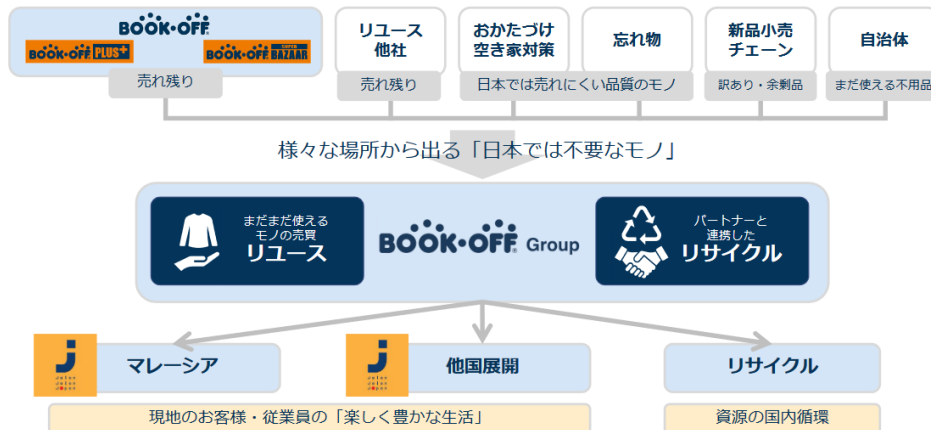 BOOK·OFF
BOOK·OFF PLUS+
BOOK·OFF SUPER BAZAAR
売れ残り
リユース
他社
売れ残り
おかたづけ
空き家対策
忘れ物
日本では売れにくい品質のモノ
新品小売
チェーン
訳あり・余剰品
自治体
まだ使える不用品
様々な場所から出る「日本では不要なモノ」
まだまだ使える
モノの売買
リユース
BOOK·OFF Group
パートナーと
連携した
リサイクル
マレーシア
他国展開
リサイクル
現地のお客様・従業員の「楽しく豊かな生活」
資源の国内循環